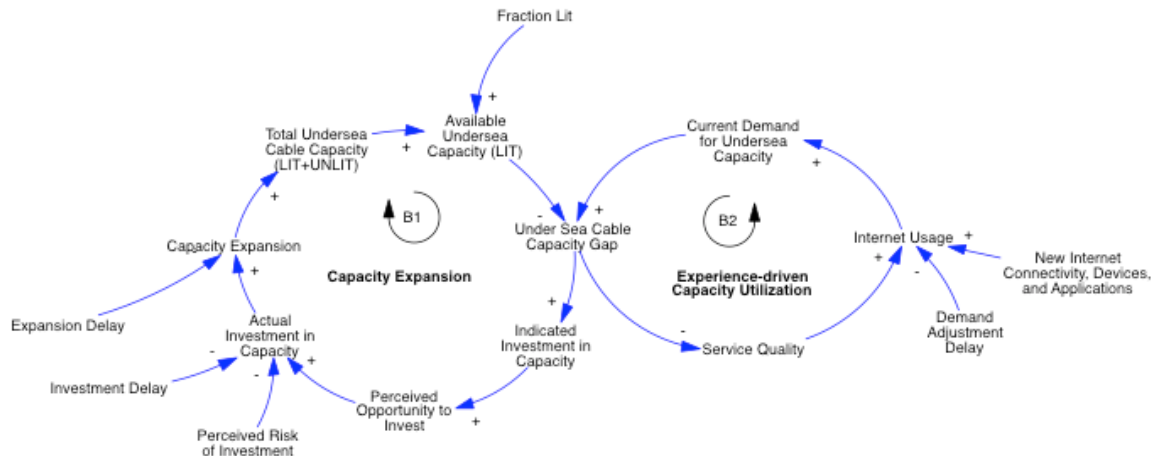 Fraction Lit
+
Total Undersea
Cable Capacity
(LIT+UNLIT)
+
Available
Undersea
Capacity (LIT)
Current Demand
for Undersea
Capacity
+
+
B1
B2
-
+
Under Sea Cable
Capacity Gap
Capacity Expansion
+
Capacity Expansion
Experience-driven
Capacity Utilization
Internet Usage
+
+
-
New Internet
Connectivity, Devices,
and Applications
Expansion Delay
Actual
Investment in
Capacity
-
-
+
+
Indicated
Investment in
Capacity
-
Service Quality
Demand
Adjustment
Delay
Investment Delay
Perceived
Opportunity to
Invest
+
Perceived Risk
of Investment